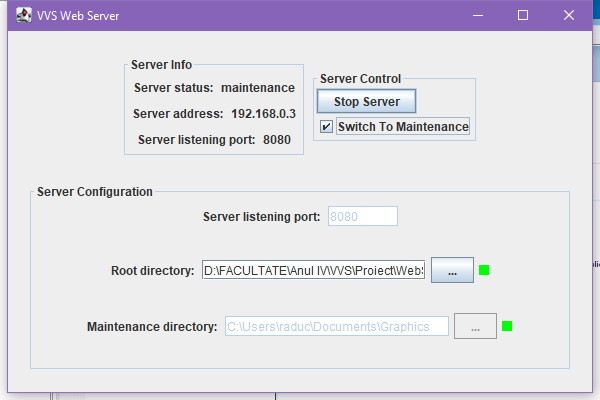 VVS Web Server
Server Info
Server status: maintenance
Server address: 192.168.0.3
Server listening port: 8080
Server Control
Stop Server
Switch To Maintenance
Server Configuration
Server listening port: 8080
Root directory: D:\FACULTATE\Anul IV\VVS\Proiect\Web ...
Maintenance directory: C:\Users\raduc\Documents\Graphics ...